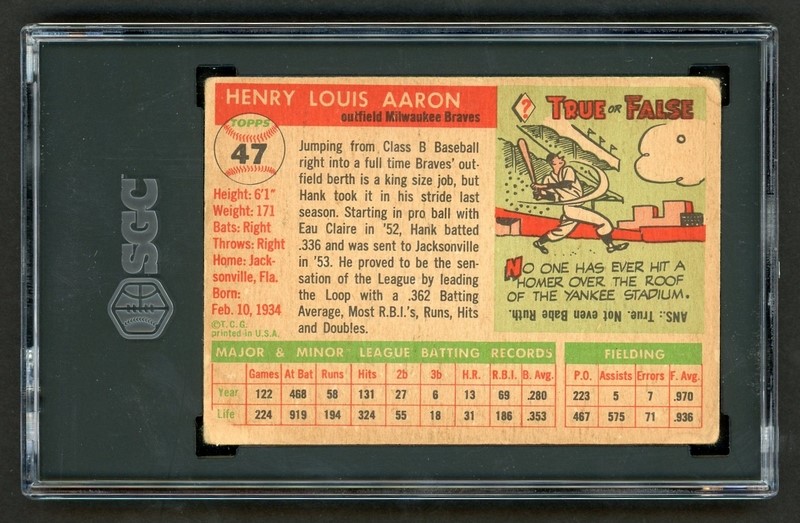 SGC
HENRY LOUIS AARON
outfield Milwaukee Braves
TOPPS
47
Height: 6'1"
Weight: 171
Bats: Right
Throws: Right
Home: Jack-
sonville, Fla.
Born:
Feb. 10, 1934
©T.C.G.
printed in U.S.A.
Jumping from Class B Baseball
right into a full time Braves' out-
field berth is a king size job, but
Hank took it in his stride last
season. Starting in pro ball with
Eau Claire in '52, Hank batted
.336 and was sent to Jacksonville
in '53. He proved to be the sen-
sation of the League by leading
the Loop with a .362 Batting
Average, Most R.B.I.'s, Runs, Hits
and Doubles.
? TRUE OR FALSE
NO ONE HAS EVER HIT A
HOMER OVER THE ROOF
OF THE YANKEE STADIUM.
ANS.: True. Not even Babe Ruth.
MAJOR & MINOR LEAGUE BATTING RECORDS FIELDING
Games At Bat Runs Hits 2b 3b H.R. R.B.I. B. Avg. P.O. Assists Errors F. Avg.
Year 122 468 58 131 27 6 13 69 .280 223 5 7 .970
Life 224 919 194 324 55 18 31 186 .353 467 575 71 .936